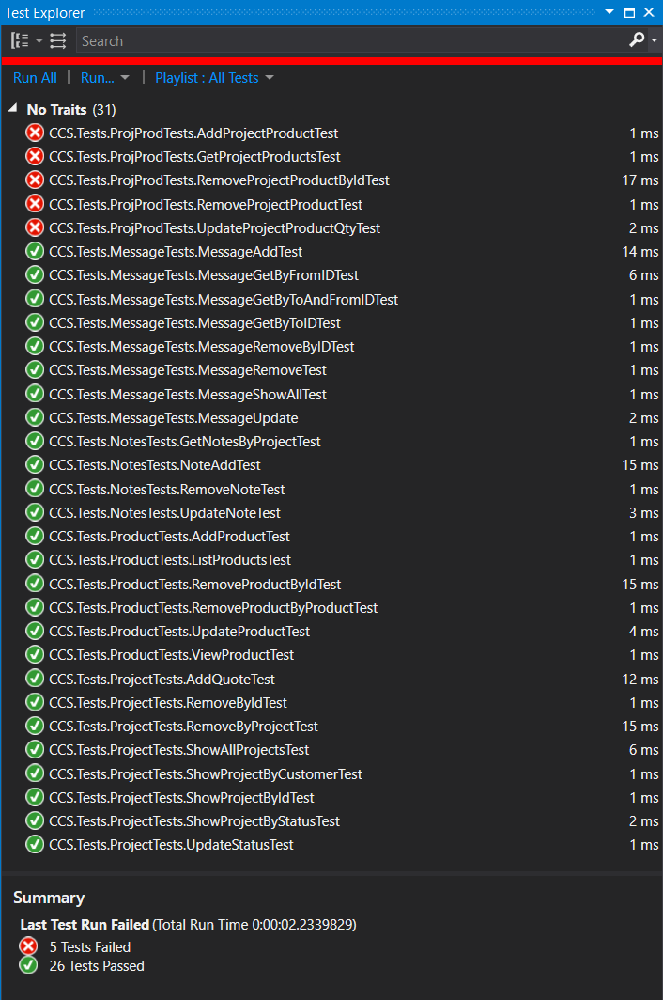 Test Explorer
Search
Run All | Run... | Playlist : All Tests
No Traits (31)
CCS.Tests.ProjProdTests.AddProjectProductTest 1 ms
CCS.Tests.ProjProdTests.GetProjectProductsTest 1 ms
CCS.Tests.ProjProdTests.RemoveProjectProductByIdTest 17 ms
CCS.Tests.ProjProdTests.RemoveProjectProductTest 1 ms
CCS.Tests.ProjProdTests.UpdateProjectProductQtyTest 2 ms
CCS.Tests.MessageTests.MessageAddTest 14 ms
CCS.Tests.MessageTests.MessageGetByFromIDTest 6 ms
CCS.Tests.MessageTests.MessageGetByToAndFromIDTest 1 ms
CCS.Tests.MessageTests.MessageGetByToIDTest 1 ms
CCS.Tests.MessageTests.MessageRemoveByIDTest 1 ms
CCS.Tests.MessageTests.MessageRemoveTest 1 ms
CCS.Tests.MessageTests.MessageShowAllTest 1 ms
CCS.Tests.MessageTests.MessageUpdate 2 ms
CCS.Tests.NotesTests.GetNotesByProjectTest 1 ms
CCS.Tests.NotesTests.NoteAddTest 15 ms
CCS.Tests.NotesTests.RemoveNoteTest 1 ms
CCS.Tests.NotesTests.UpdateNoteTest 3 ms
CCS.Tests.ProductTests.AddProductTest 1 ms
CCS.Tests.ProductTests.ListProductsTest 1 ms
CCS.Tests.ProductTests.RemoveProductByIdTest 15 ms
CCS.Tests.ProductTests.RemoveProductByProductTest 1 ms
CCS.Tests.ProductTests.UpdateProductTest 4 ms
CCS.Tests.ProductTests.ViewProductTest 1 ms
CCS.Tests.ProjectTests.AddQuoteTest 12 ms
CCS.Tests.ProjectTests.RemoveByIdTest 1 ms
CCS.Tests.ProjectTests.RemoveByProjectTest 15 ms
CCS.Tests.ProjectTests.ShowAllProjectsTest 6 ms
CCS.Tests.ProjectTests.ShowProjectByCustomerTest 1 ms
CCS.Tests.ProjectTests.ShowProjectByIdTest 1 ms
CCS.Tests.ProjectTests.ShowProjectByStatusTest 2 ms
CCS.Tests.ProjectTests.UpdateStatusTest 1 ms
Summary
Last Test Run Failed (Total Run Time 0:00:02.2339829)
5 Tests Failed
26 Tests Passed